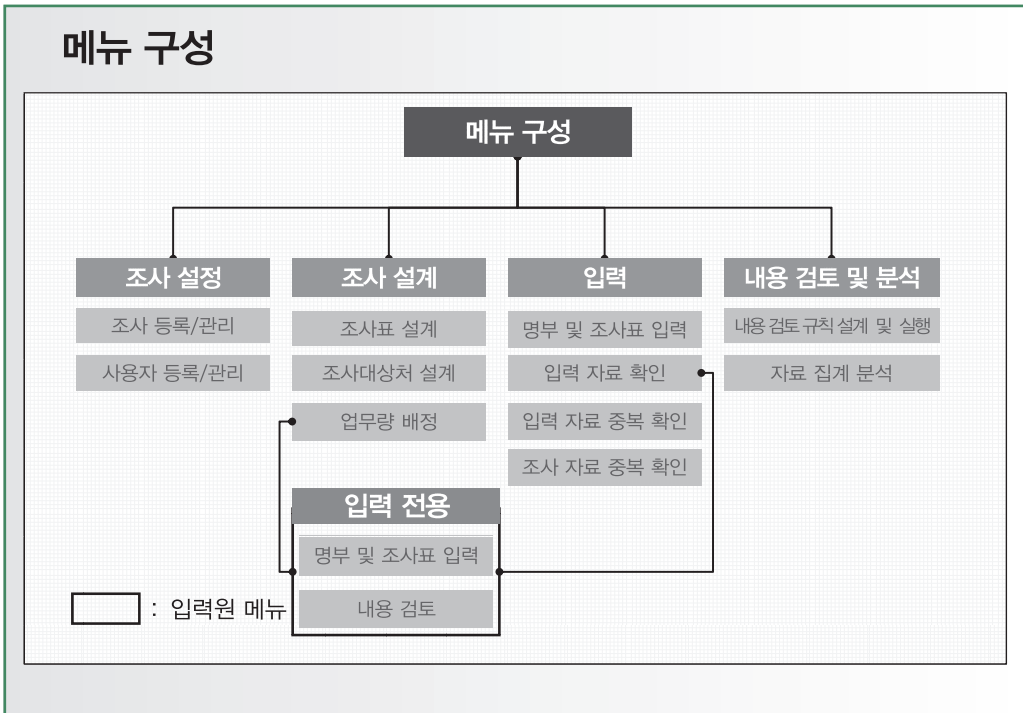 메뉴 구성
메뉴 구성
조사 설정
조사 등록/관리
사용자 등록/관리
조사 설계
조사표 설계
조사대상처 설계
업무량 배정
입력
명부 및 조사표 입력
입력 자료 확인
입력 자료 중복 확인
조사 자료 중복 확인
내용 검토 및 분석
내용 검토 규칙 설계 및 실행
자료 집계 분석
입력 전용
명부 및 조사표 입력
내용 검토
: 입력원 메뉴